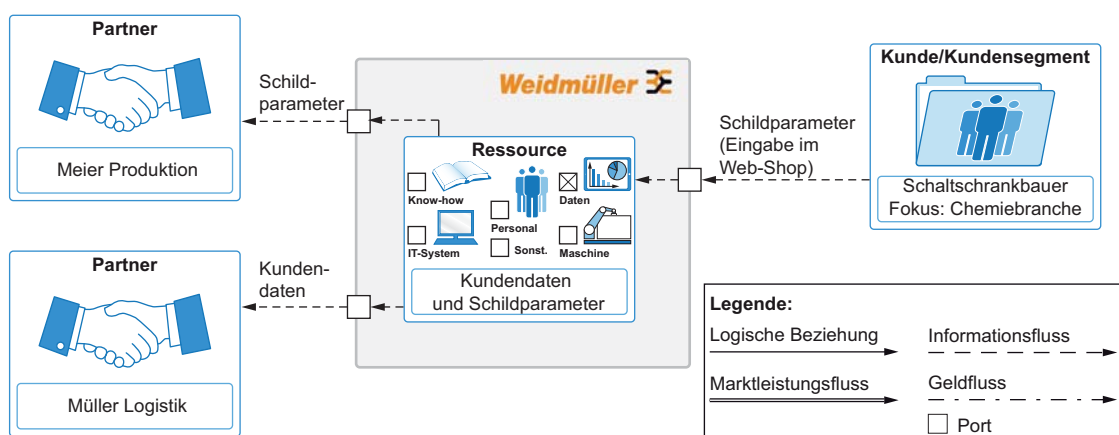 Partner
Meier Produktion
Schild-
parameter
Weidmüller
Ressource
Know-how
Personal
Daten
IT-System
Sonst.
Maschine
Kundendaten
und Schildparameter
Schildparameter
(Eingabe im
Web-Shop)
Kunde/Kundensegment
Schaltschrankbauer
Fokus: Chemiebranche
Partner
Müller Logistik
Kunden-
daten
Legende:
Logische Beziehung
Informationsfluss
Marktleistungsfluss
Geldfluss
Port